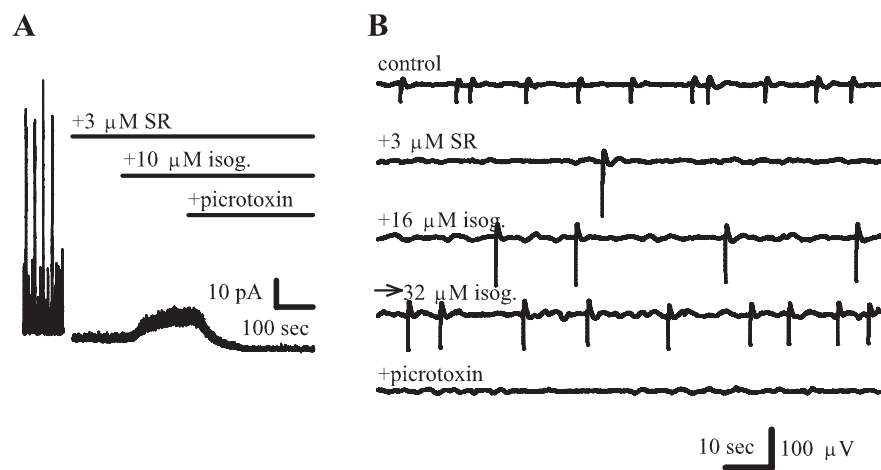 A
+3 μM SR
+10 μM isog.
+picrotoxin
10 pA
100 sec
B
control
+3 μM SR
+16 μM isog.
→32 μM isog.
+picrotoxin
10 sec
100 μV